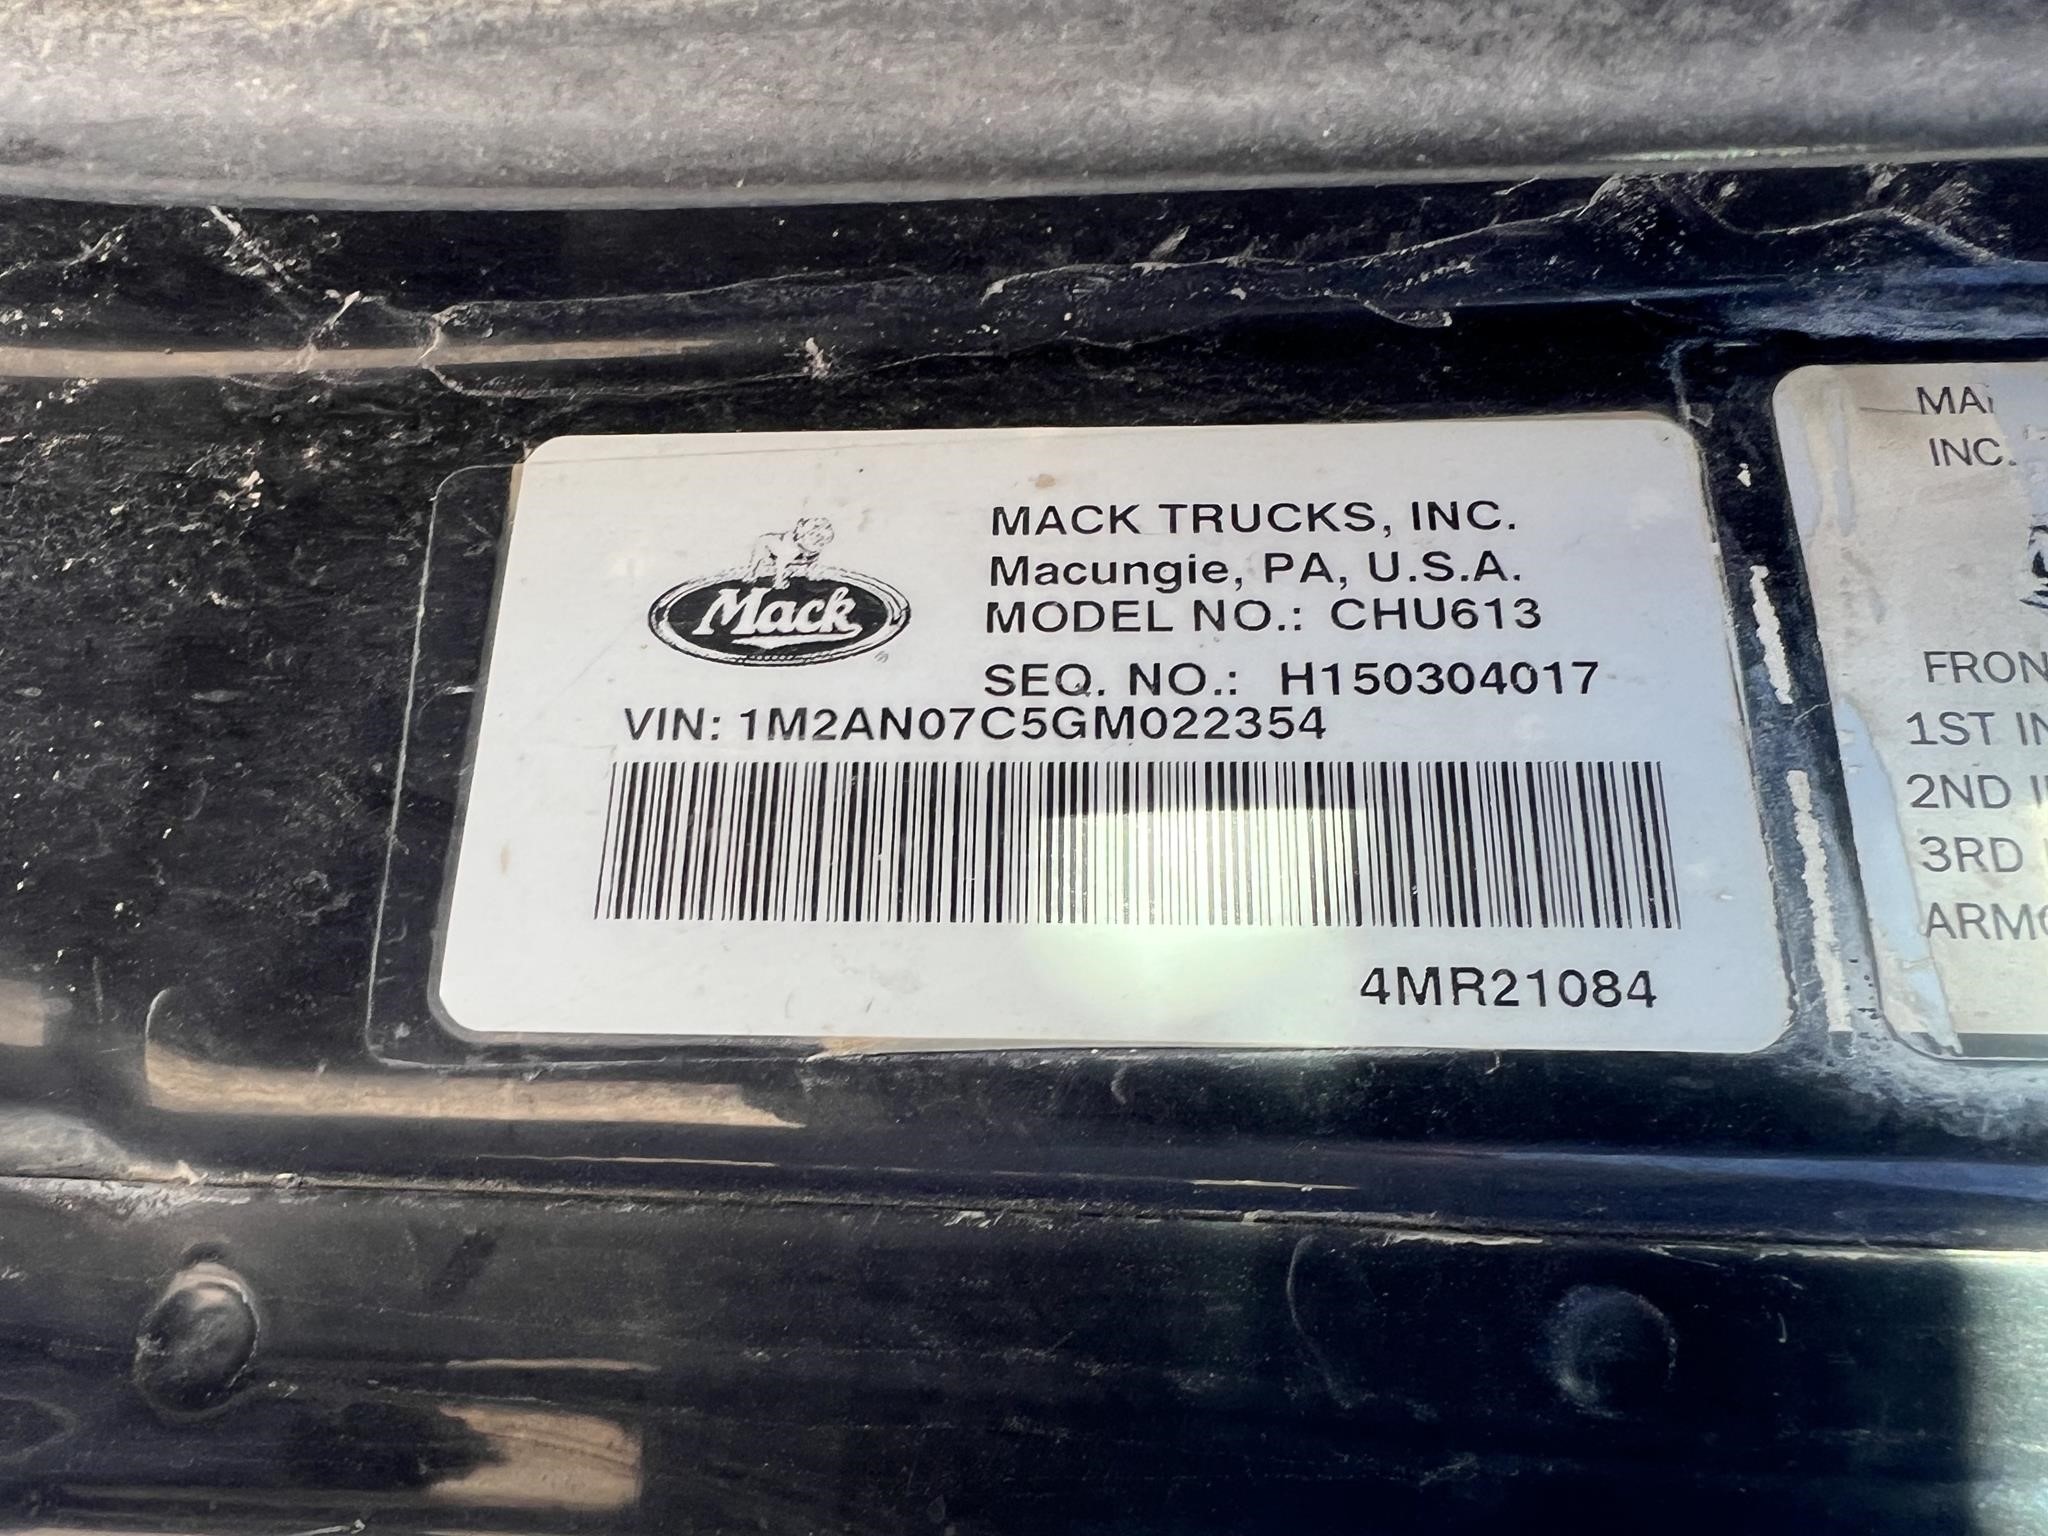 Mack
MACK TRUCKS, INC.
Macungie, PA, U.S.A.
MODEL NO.: CHU613
SEQ. NO.: H150304017
VIN: 1M2AN07C5GM022354
4MR21084
INC.
1ST
2ND
3RD